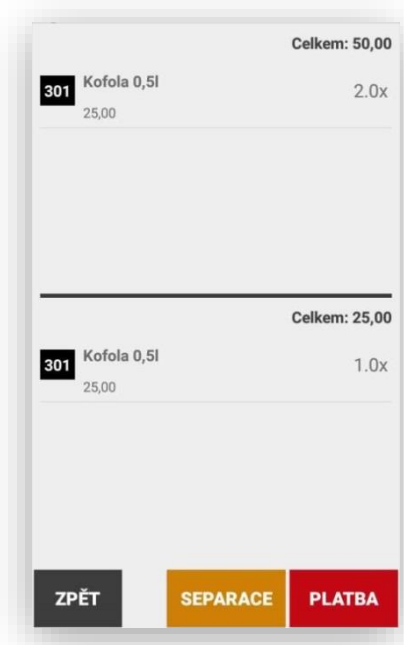 Celkem: 50,00
301 Kofola 0,5l 2.0x
25,00
Celkem: 25,00
301 Kofola 0,5l 1.0x
25,00
ZPĚT SEPARACE PLATBA